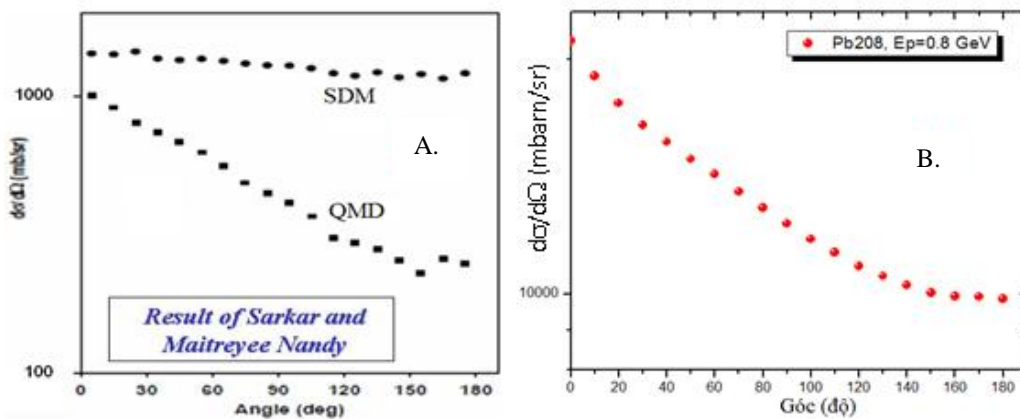 1000
100
dσ/dΩ (mb/sr)
SDM
QMD
A.
Result of Sarkar and
Maitreyee Nandy
0 30 60 90 120 150 180
Angle (deg)
Pb208, Ep=0.8 GeV
B.
dσ/dΩ (mbarn/sr)
10000
0 20 40 60 80 100 120 140 160 180
Góc (độ)